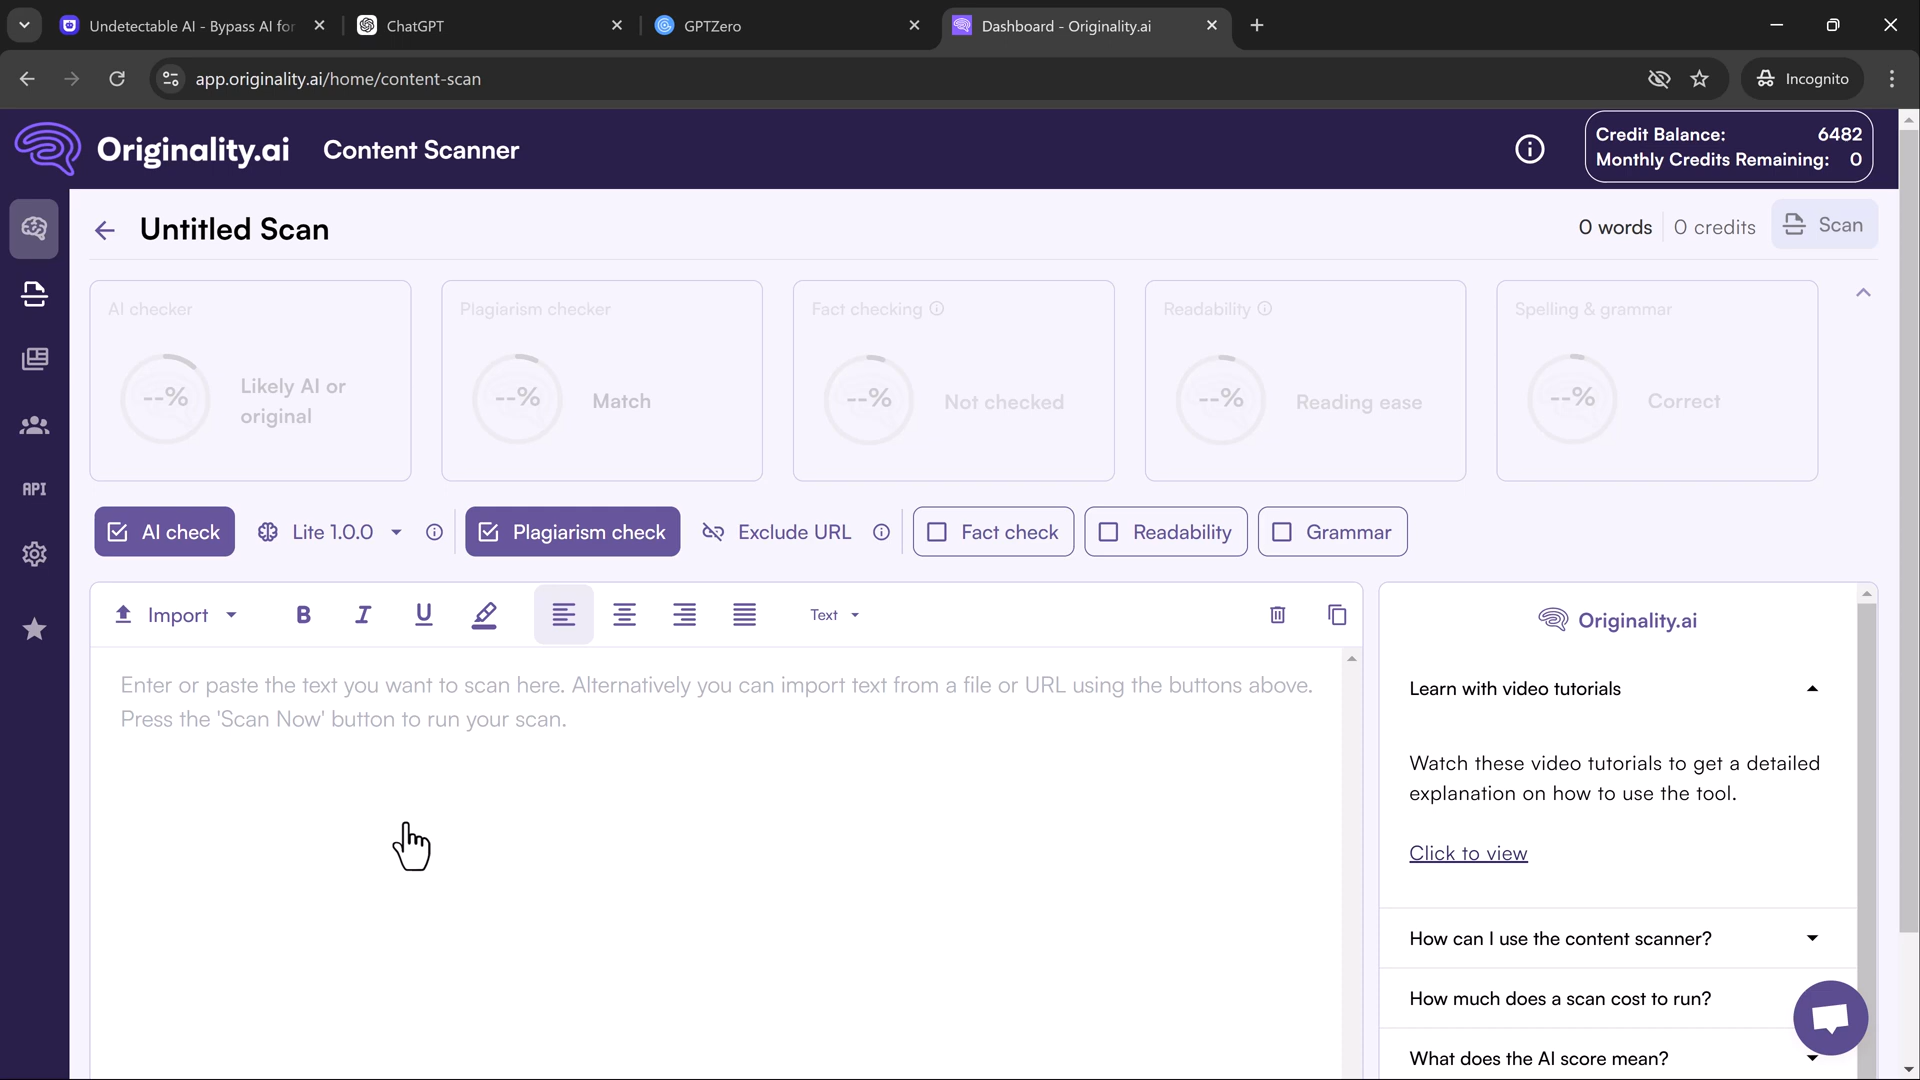 Undetectable AI - Bypass AI for
ChatGPT
GPTZero
Dashboard - Originality.ai
app.originality.ai/home/content-scan
Incognito
Originality.ai
Content Scanner
Credit Balance: 6482
Monthly Credits Remaining: 0
Untitled Scan
0 words
0 credits
Scan
AI checker
--%
Likely AI or
original
Plagiarism checker
--%
Match
Fact checking
--%
Not checked
Readability
--%
Reading ease
Spelling & grammar
--%
Correct
API
AI check
Lite 1.0.0
Plagiarism check
Exclude URL
Fact check
Readability
Grammar
Import
B
I
U
Text
Enter or paste the text you want to scan here. Alternatively you can import text from a file or URL using the buttons above.
Press the 'Scan Now' button to run your scan.
Originality.ai
Learn with video tutorials
Watch these video tutorials to get a detailed
explanation on how to use the tool.
Click to view
How can I use the content scanner?
How much does a scan cost to run?
What does the AI score mean?